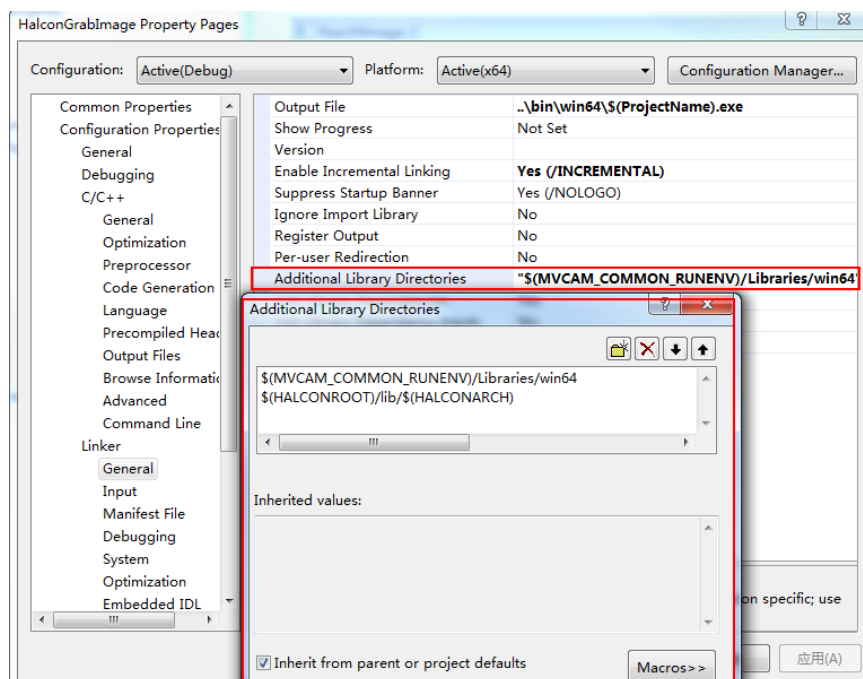 HalconGrabImage Property Pages
Configuration: Active(Debug) Platform: Active(x64) Configuration Manager...
Common Properties
Configuration Properties
General
Debugging
C/C++
General
Optimization
Preprocessor
Code Generation
Language
Precompiled Head
Output Files
Browse Informatio
Advanced
Command Line
Linker
General
Input
Manifest File
Debugging
System
Optimization
Embedded IDL
Output File ..\bin\win64\$(ProjectName).exe
Show Progress Not Set
Version
Enable Incremental Linking Yes (/INCREMENTAL)
Suppress Startup Banner Yes (/NOLOGO)
Ignore Import Library No
Register Output No
Per-user Redirection No
Additional Library Directories "$(MVCAM_COMMON_RUNENV)/Libraries/win64"
Additional Library Directories
$(MVCAM_COMMON_RUNENV)/Libraries/win64
$(HALCONROOT)/lib/$(HALCONARCH)
Inherited values:
Inherit from parent or project defaults
Macros>>
on specific; use
应用(A)